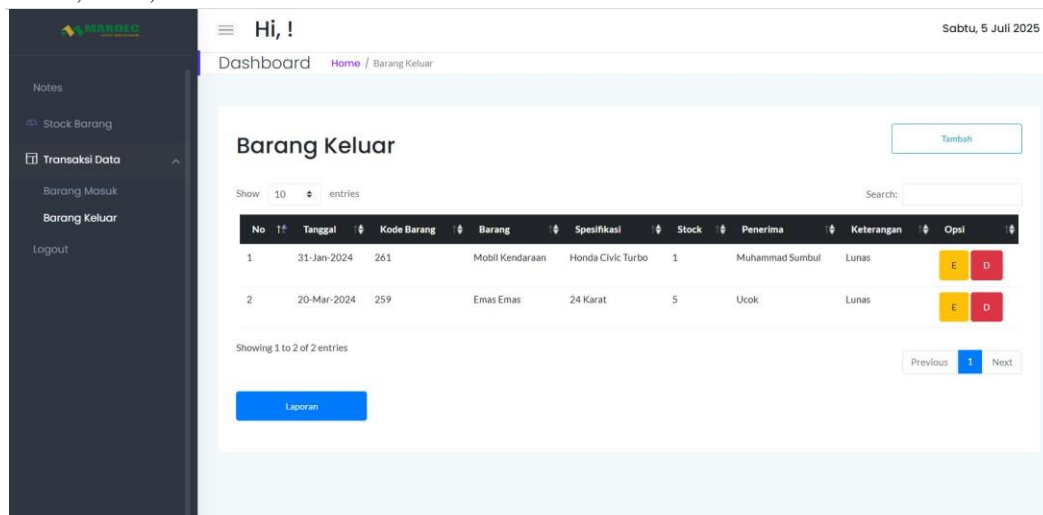 MARDEC
Hi, !
Sabtu, 5 Juli 2025
Dashboard Home / Barang Keluar
Notes
Stock Barang
Transaksi Data
Barang Masuk
Barang Keluar
Logout
Barang Keluar
Tambah
Show 10 entries
Search:
No Tanggal Kode Barang Barang Spesifikasi Stock Penerima Keterangan Opsi
1 31-Jan-2024 261 Mobil Kendaraan Honda Civic Turbo 1 Muhammad Sumbul Lunas E D
2 20-Mar-2024 259 Emas Emas 24 Karat 5 Ucok Lunas E D
Showing 1 to 2 of 2 entries
Previous 1 Next
Laporan